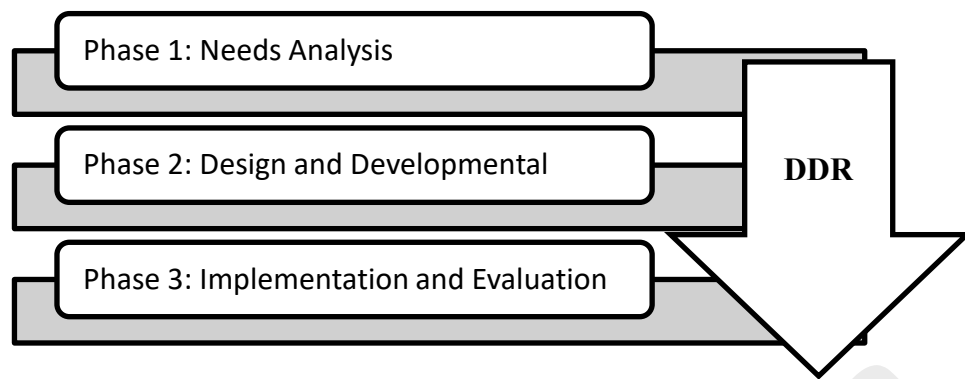 Phase 1: Needs Analysis
Phase 2: Design and Developmental
DDR
Phase 3: Implementation and Evaluation